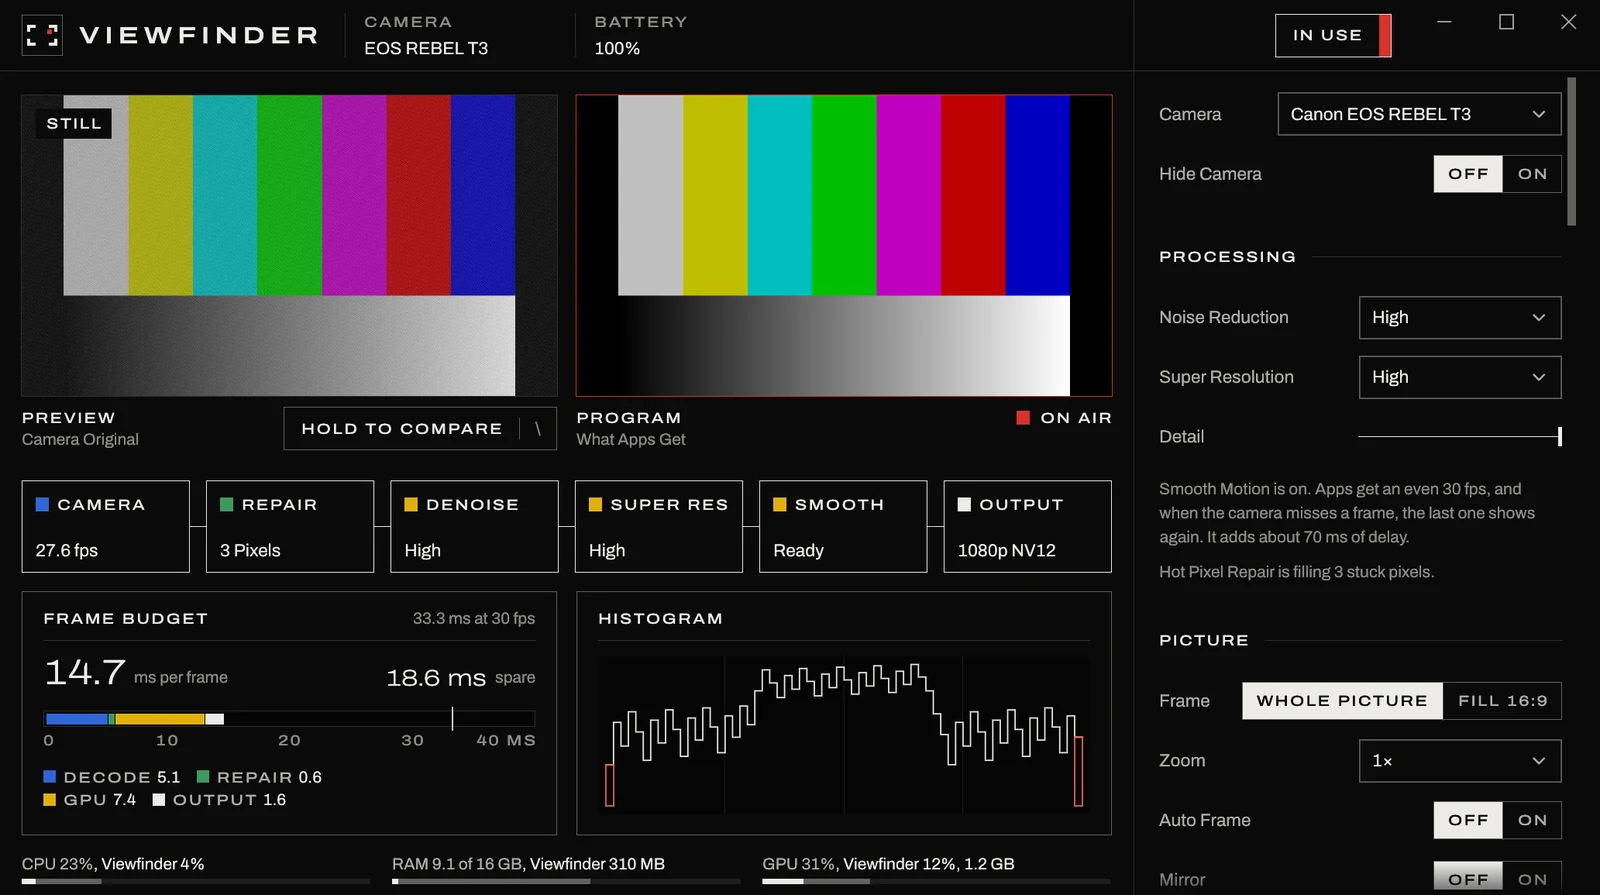 VIEWFINDER
CAMERA
EOS REBEL T3
BATTERY
100%
IN USE
STILL
PREVIEW
Camera Original
HOLD TO COMPARE \
PROGRAM
What Apps Get
ON AIR
CAMERA
27.6 fps
REPAIR
3 Pixels
DENOISE
High
SUPER RES
High
SMOOTH
Ready
OUTPUT
1080p NV12
FRAME BUDGET
33.3 ms at 30 fps
14.7 ms per frame
18.6 ms spare
0 10 20 30 40 MS
DECODE 5.1 REPAIR 0.6
GPU 7.4 OUTPUT 1.6
HISTOGRAM
CPU 23%, Viewfinder 4%
RAM 9.1 of 16 GB, Viewfinder 310 MB
GPU 31%, Viewfinder 12%, 1.2 GB
Camera
Canon EOS REBEL T3
Hide Camera
OFF ON
PROCESSING
Noise Reduction
High
Super Resolution
High
Detail
Smooth Motion is on. Apps get an even 30 fps, and
when the camera misses a frame, the last one shows
again. It adds about 70 ms of delay.
Hot Pixel Repair is filling 3 stuck pixels.
PICTURE
Frame
WHOLE PICTURE FILL 16:9
Zoom
1×
Auto Frame
OFF ON
Mirror
OFF ON